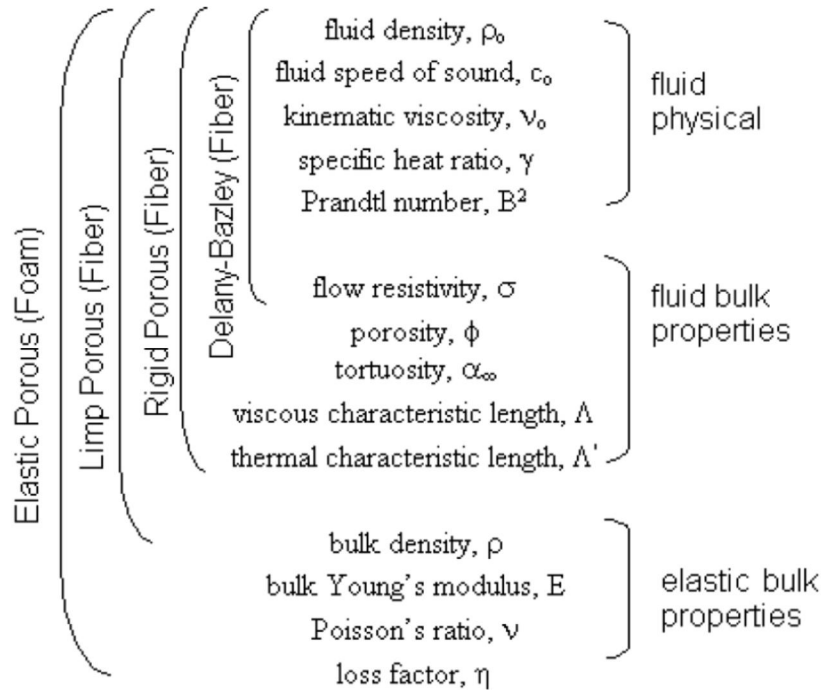 Elastic Porous (Foam)
Limp Porous (Fiber)
Rigid Porous (Fiber)
Delany-Bazley (Fiber)
fluid density, ρₒ
fluid speed of sound, cₒ
kinematic viscosity, νₒ
specific heat ratio, γ
Prandtl number, B²
fluid
physical
flow resistivity, σ
porosity, ϕ
tortuosity, α∞
viscous characteristic length, Λ
thermal characteristic length, Λ'
fluid bulk
properties
bulk density, ρ
bulk Young's modulus, E
Poisson's ratio, ν
loss factor, η
elastic bulk
properties